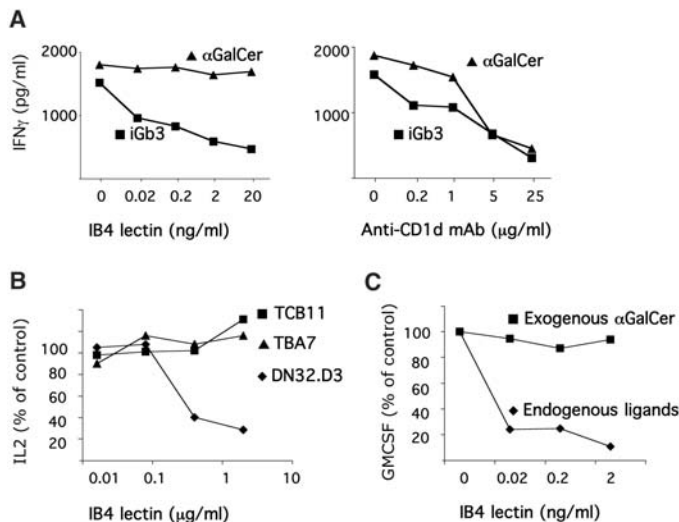 A
2000
1000
IFNγ (pg/ml)
▲ αGalCer
■ iGb3
0 0.02 0.2 2 20
IB4 lectin (ng/ml)
2000
1000
▲ αGalCer
■ iGb3
0 0.2 1 5 25
Anti-CD1d mAb (μg/ml)
B
IL2 (% of control)
100
80
60
40
20
■ TCB11
▲ TBA7
◆ DN32.D3
0.01 0.1 1 10
IB4 lectin (μg/ml)
C
GMCSF (% of control)
100
80
60
40
20
■ Exogenous αGalCer
◆ Endogenous ligands
0 0.02 0.2 2
IB4 lectin (ng/ml)